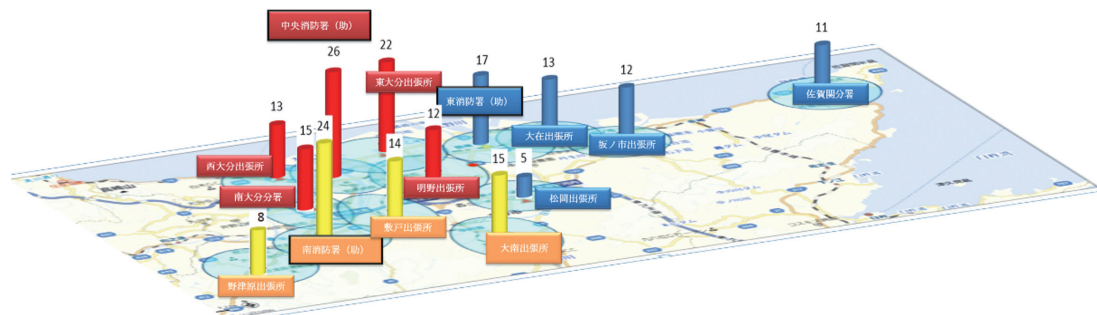 中央消防署（助）
26
22
東大分出張所
11
17
13
12
東消防署（助）
大在出張所
坂ノ市出張所
佐賀関分署
13
15
24
12
14
15
5
西大分出張所
南大分分署
明野出張所
松岡出張所
8
敷戸出張所
南消防署（助）
大南出張所
野津原出張所